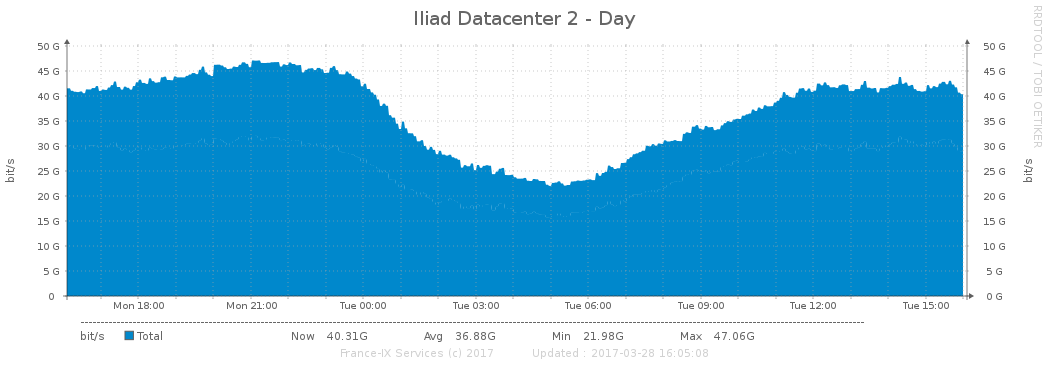 Iliad Datacenter 2 - Day
RRDTOOL / TOBI OETIKER
bit/s
50 G 50 G
45 G 45 G
40 G 40 G
35 G 35 G
30 G 30 G
25 G 25 G
20 G 20 G
15 G 15 G
10 G 10 G
5 G 5 G
0 0 G
bit/s
Mon 18:00 Mon 21:00 Tue 00:00 Tue 03:00 Tue 06:00 Tue 09:00 Tue 12:00 Tue 15:00
bit/s Total Now 40.31G Avg 36.88G Min 21.98G Max 47.06G
France-IX Services (c) 2017 Updated : 2017-03-28 16:05:08